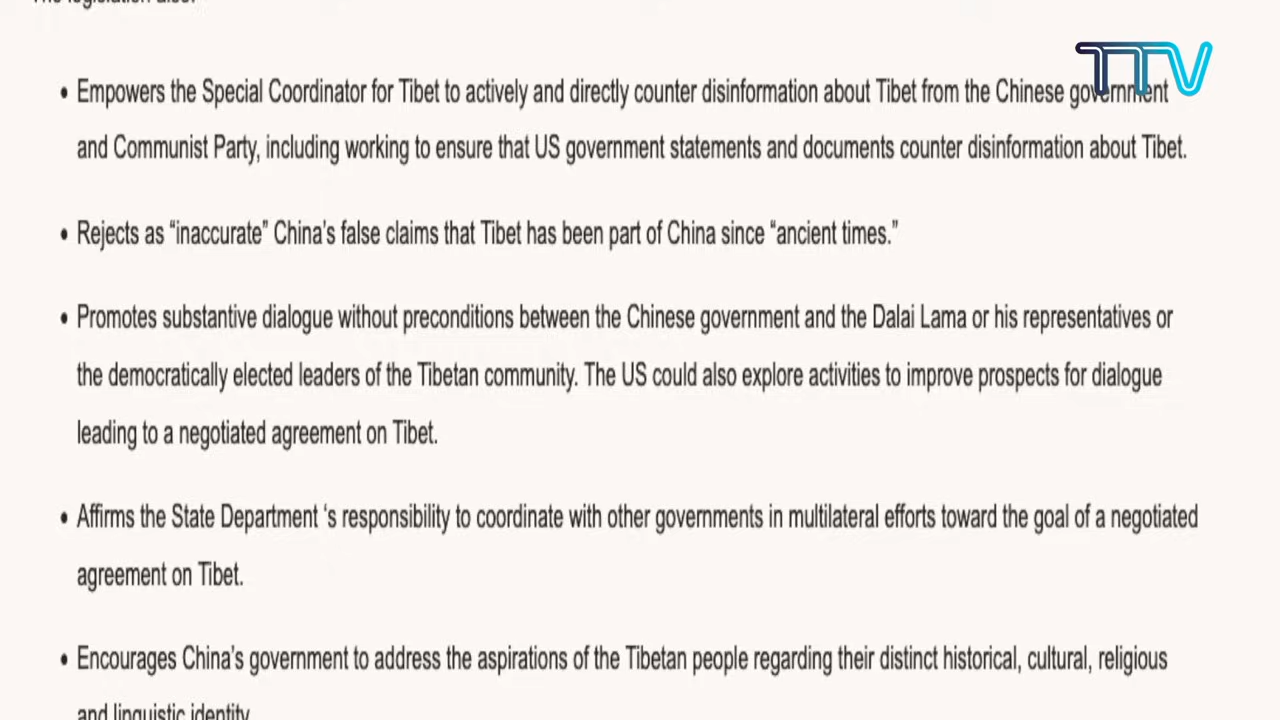 The legislation also:
TTV
• Empowers the Special Coordinator for Tibet to actively and directly counter disinformation about Tibet from the Chinese government
and Communist Party, including working to ensure that US government statements and documents counter disinformation about Tibet.
• Rejects as “inaccurate” China’s false claims that Tibet has been part of China since “ancient times.”
• Promotes substantive dialogue without preconditions between the Chinese government and the Dalai Lama or his representatives or
the democratically elected leaders of the Tibetan community. The US could also explore activities to improve prospects for dialogue
leading to a negotiated agreement on Tibet.
• Affirms the State Department ‘s responsibility to coordinate with other governments in multilateral efforts toward the goal of a negotiated
agreement on Tibet.
• Encourages China’s government to address the aspirations of the Tibetan people regarding their distinct historical, cultural, religious
and linguistic identity